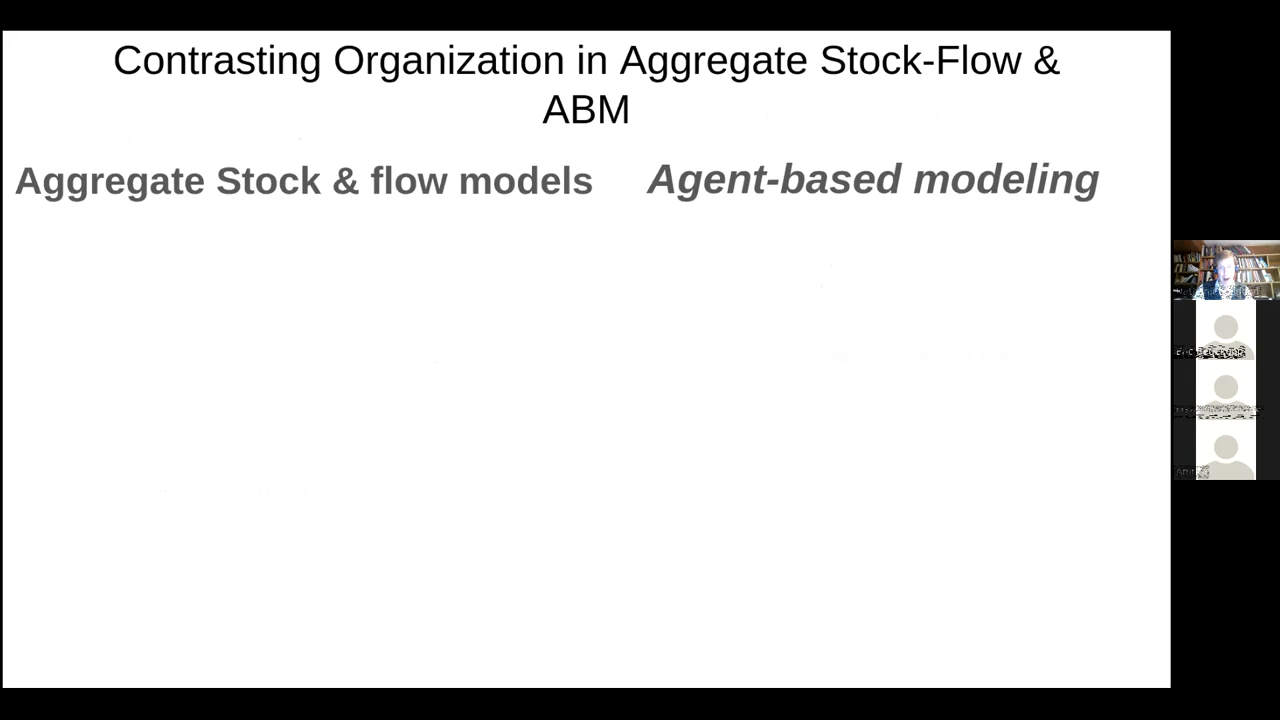 Contrasting Organization in Aggregate Stock-Flow &
ABM
Aggregate Stock & flow models
Agent-based modeling